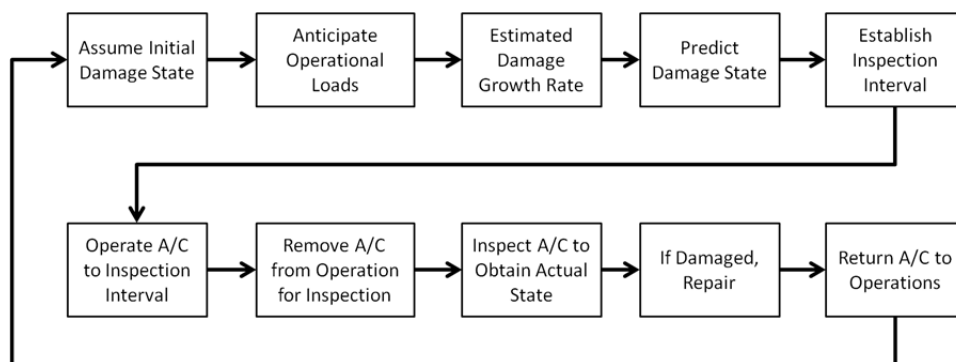 Assume Initial
Damage State
Anticipate
Operational
Loads
Estimated
Damage
Growth Rate
Predict
Damage State
Establish
Inspection
Interval
Operate A/C
to Inspection
Interval
Remove A/C
from Operation
for Inspection
Inspect A/C to
Obtain Actual
State
If Damaged,
Repair
Return A/C to
Operations